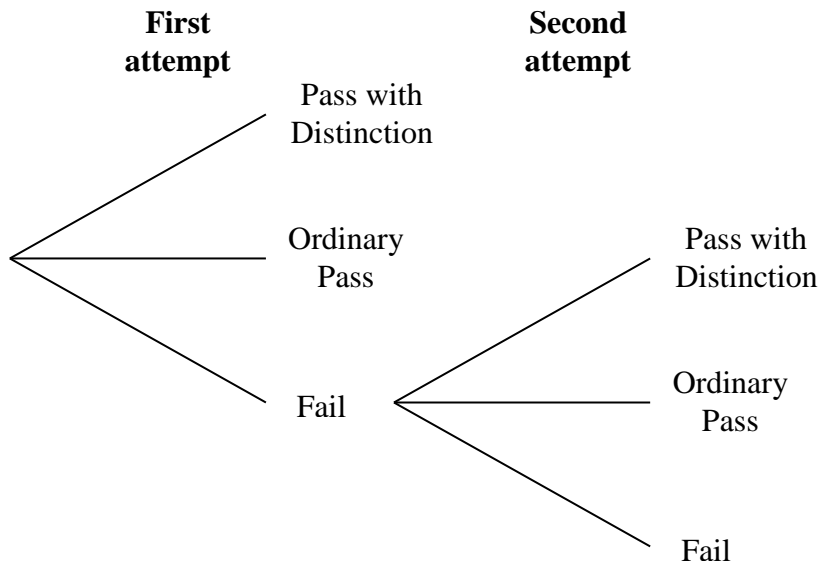 First
attempt
Second
attempt
Pass with
Distinction
Ordinary
Pass
Fail
Pass with
Distinction
Ordinary
Pass
Fail